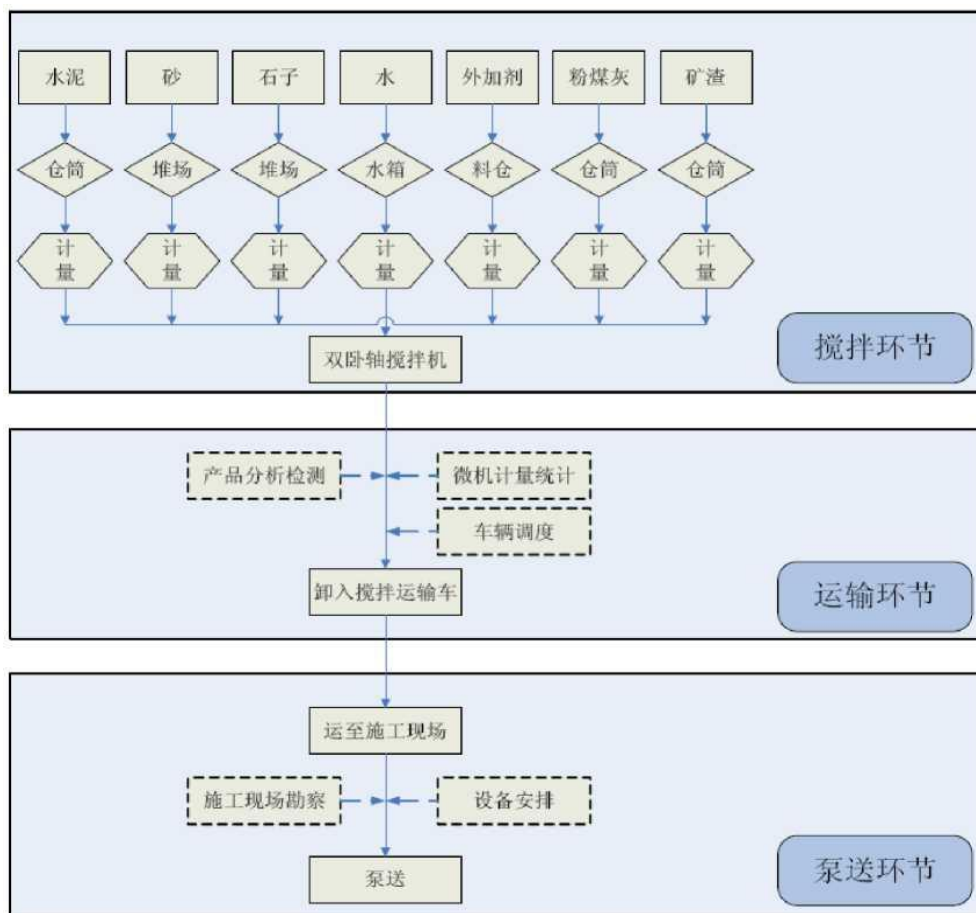 水泥
砂
石子
水
外加剂
粉煤灰
矿渣
仓筒
堆场
堆场
水箱
料仓
仓筒
仓筒
计
量
计
量
计
量
计
量
计
量
计
量
计
量
双卧轴搅拌机
搅拌环节
产品分析检测
微机计量统计
车辆调度
卸入搅拌运输车
运输环节
运至施工现场
施工现场勘察
设备安排
泵送
泵送环节